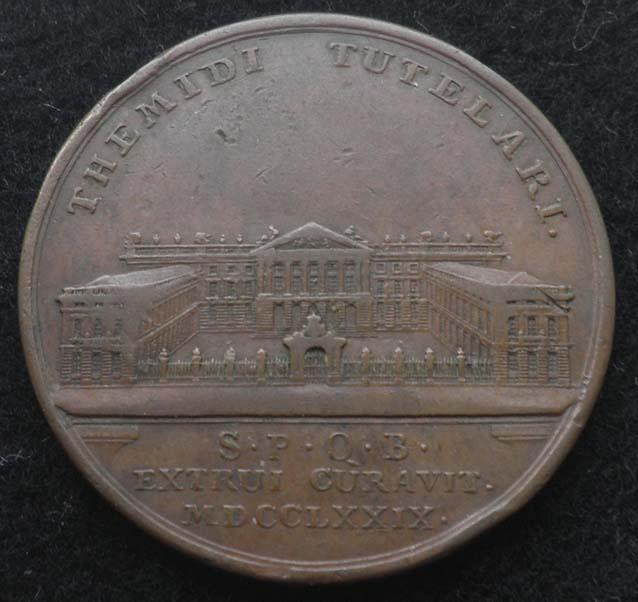 THEMIDI TUTELARI.
S·P·Q·B·
EXTRUI CURAVIT.
MDCCLXXIX.